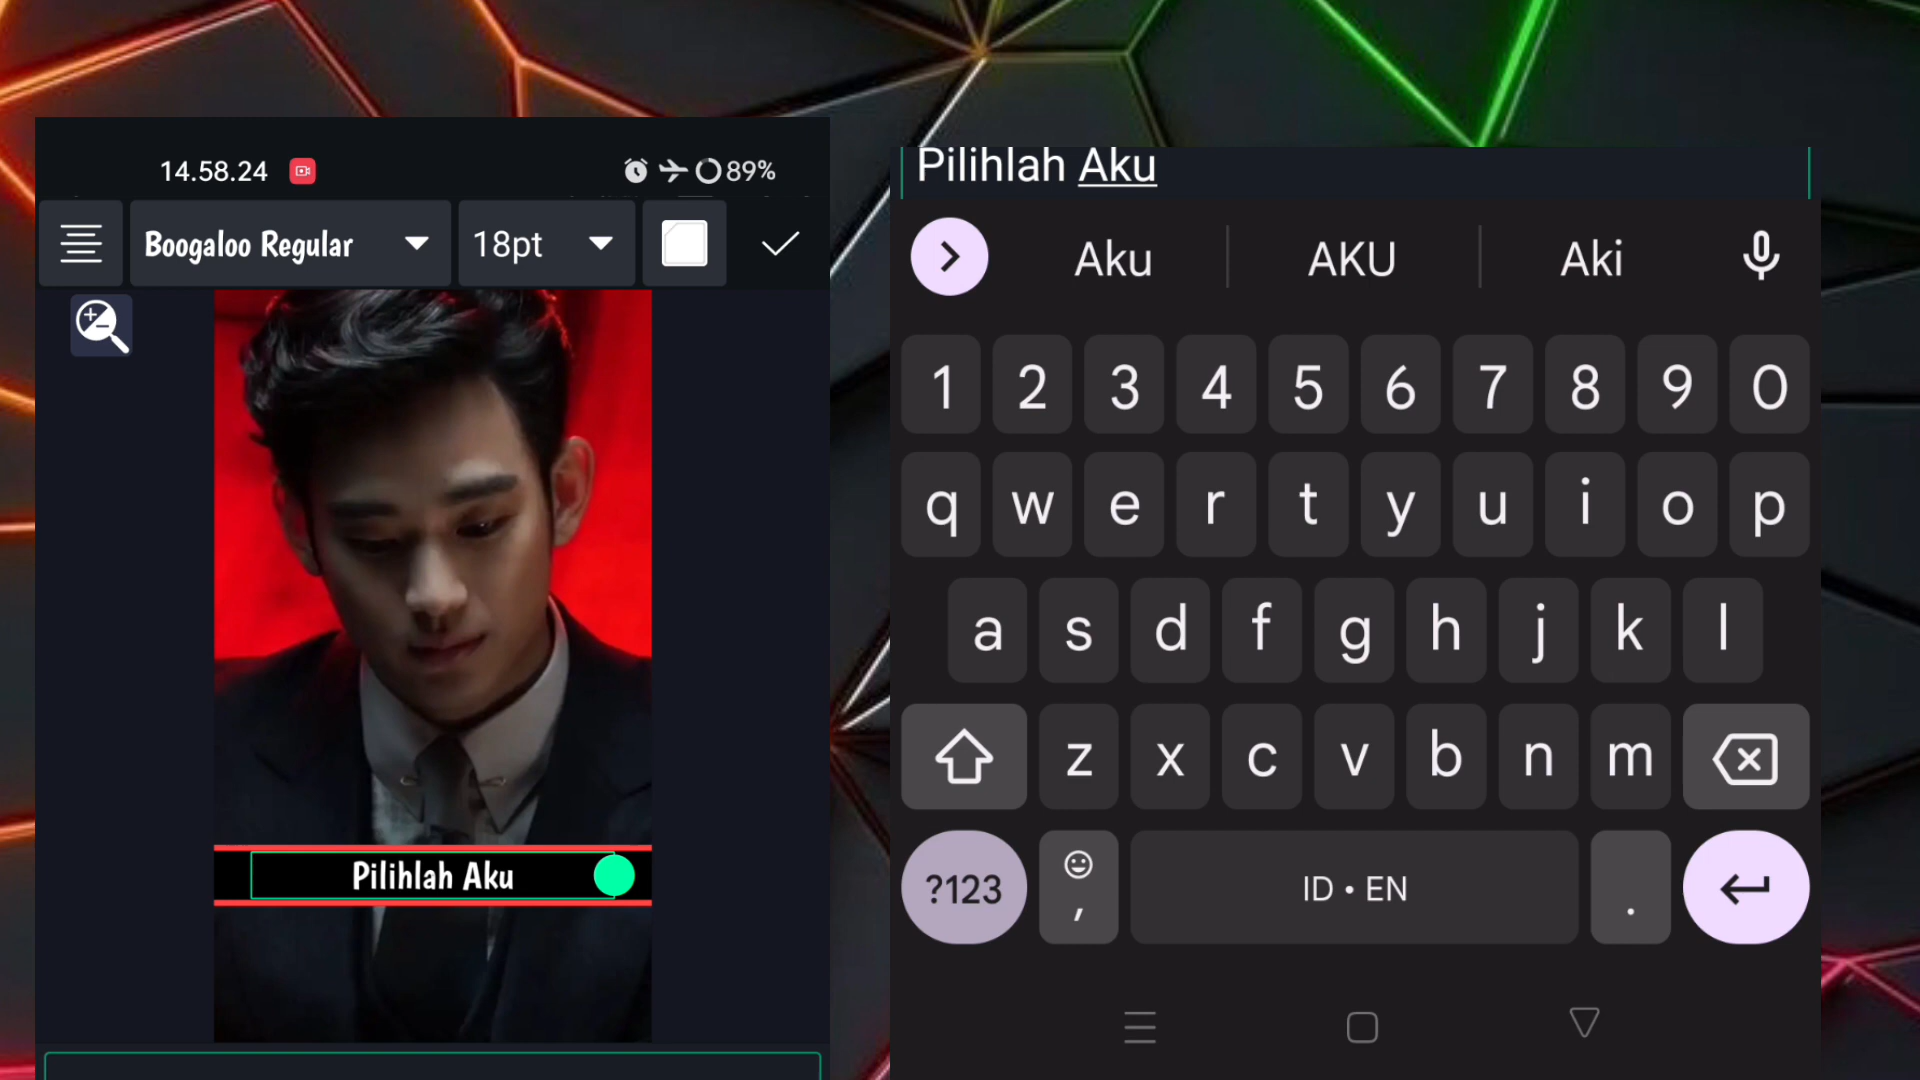 14.58.24 89%
Boogaloo Regular 18pt
Pilihlah Aku
Pilihlah Aku
Aku AKU Aki
1 2 3 4 5 6 7 8 9 0
q w e r t y u i o p
a s d f g h j k l
z x c v b n m
?123 , ID • EN .